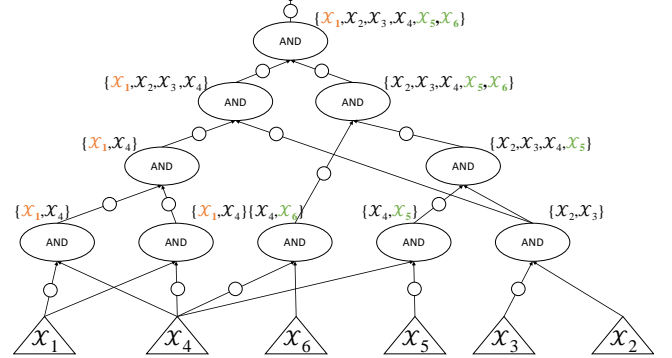 {x₁,x₂,x₃,x₄,x₅,x₆}
AND
{x₁,x₂,x₃,x₄}
{x₂,x₃,x₄,x₅,x₆}
AND
AND
{x₁,x₄}
{x₂,x₃,x₄,x₅}
AND
AND
{x₁,x₄}
{x₁,x₄}
{x₄,x₆}
{x₄,x₅}
{x₂,x₃}
AND
AND
AND
AND
AND
x₁
x₄
x₆
x₅
x₃
x₂